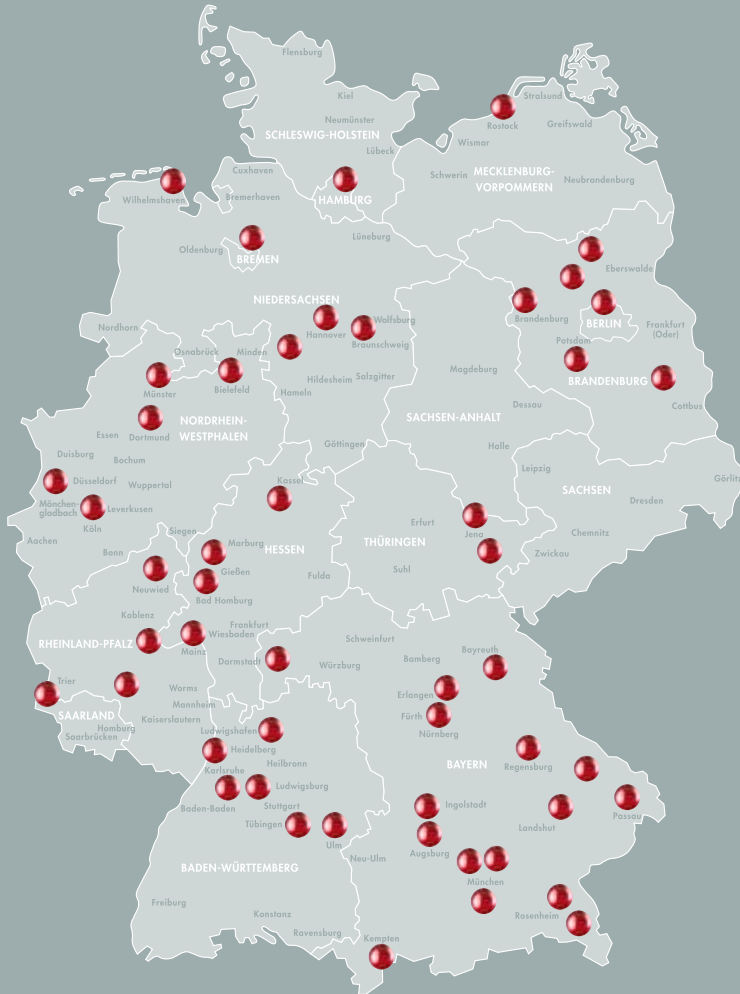 Flensburg
Kiel
Stralsund
Neumünster
Rostock
Greifswald
SCHLESWIG-HOLSTEIN
Wismar
Lübeck
Cuxhaven
Schwerin
MECKLENBURG-
VORPOMMERN
Neubrandenburg
Wilhelmshaven
Bremerhaven
HAMBURG
Lüneburg
Oldenburg
BREMEN
Eberswalde
NIEDERSACHSEN
Wolfsburg
Brandenburg
BERLIN
Frankfurt
(Oder)
Nordhorn
Hannover
Braunschweig
Potsdam
Osnabrück
Minden
Magdeburg
Hildesheim
Salzgitter
BRANDENBURG
Münster
Bielefeld
Hameln
Dessau
Cottbus
NORDRHEIN-
WESTPHALEN
SACHSEN-ANHALT
Essen
Dortmund
Göttingen
Halle
Duisburg
Bochum
Leipzig
Düsseldorf
Wuppertal
Kassel
SACHSEN
Görlitz
Mönchen-
gladbach
Leverkusen
Dresden
Köln
Siegen
Erfurt
Jena
Chemnitz
Aachen
Bonn
Marburg
HESSEN
THÜRINGEN
Zwickau
Gießen
Fulda
Suhl
Neuwied
Bad Homburg
Koblenz
Frankfurt
Wiesbaden
Schweinfurt
RHEINLAND-PFALZ
Mainz
Bayreuth
Darmstadt
Würzburg
Bamberg
Trier
Worms
Erlangen
Mannheim
SAARLAND
Kaiserslautern
Fürth
Homburg
Saarbrücken
Ludwigshafen
Nürnberg
Heidelberg
Heilbronn
BAYERN
Regensburg
Karlsruhe
Ludwigsburg
Baden-Baden
Stuttgart
Ingolstadt
Passau
Tübingen
Landshut
Ulm
Augsburg
Neu-Ulm
BADEN-WÜRTTEMBERG
München
Freiburg
Konstanz
Rosenheim
Ravensburg
Kempten